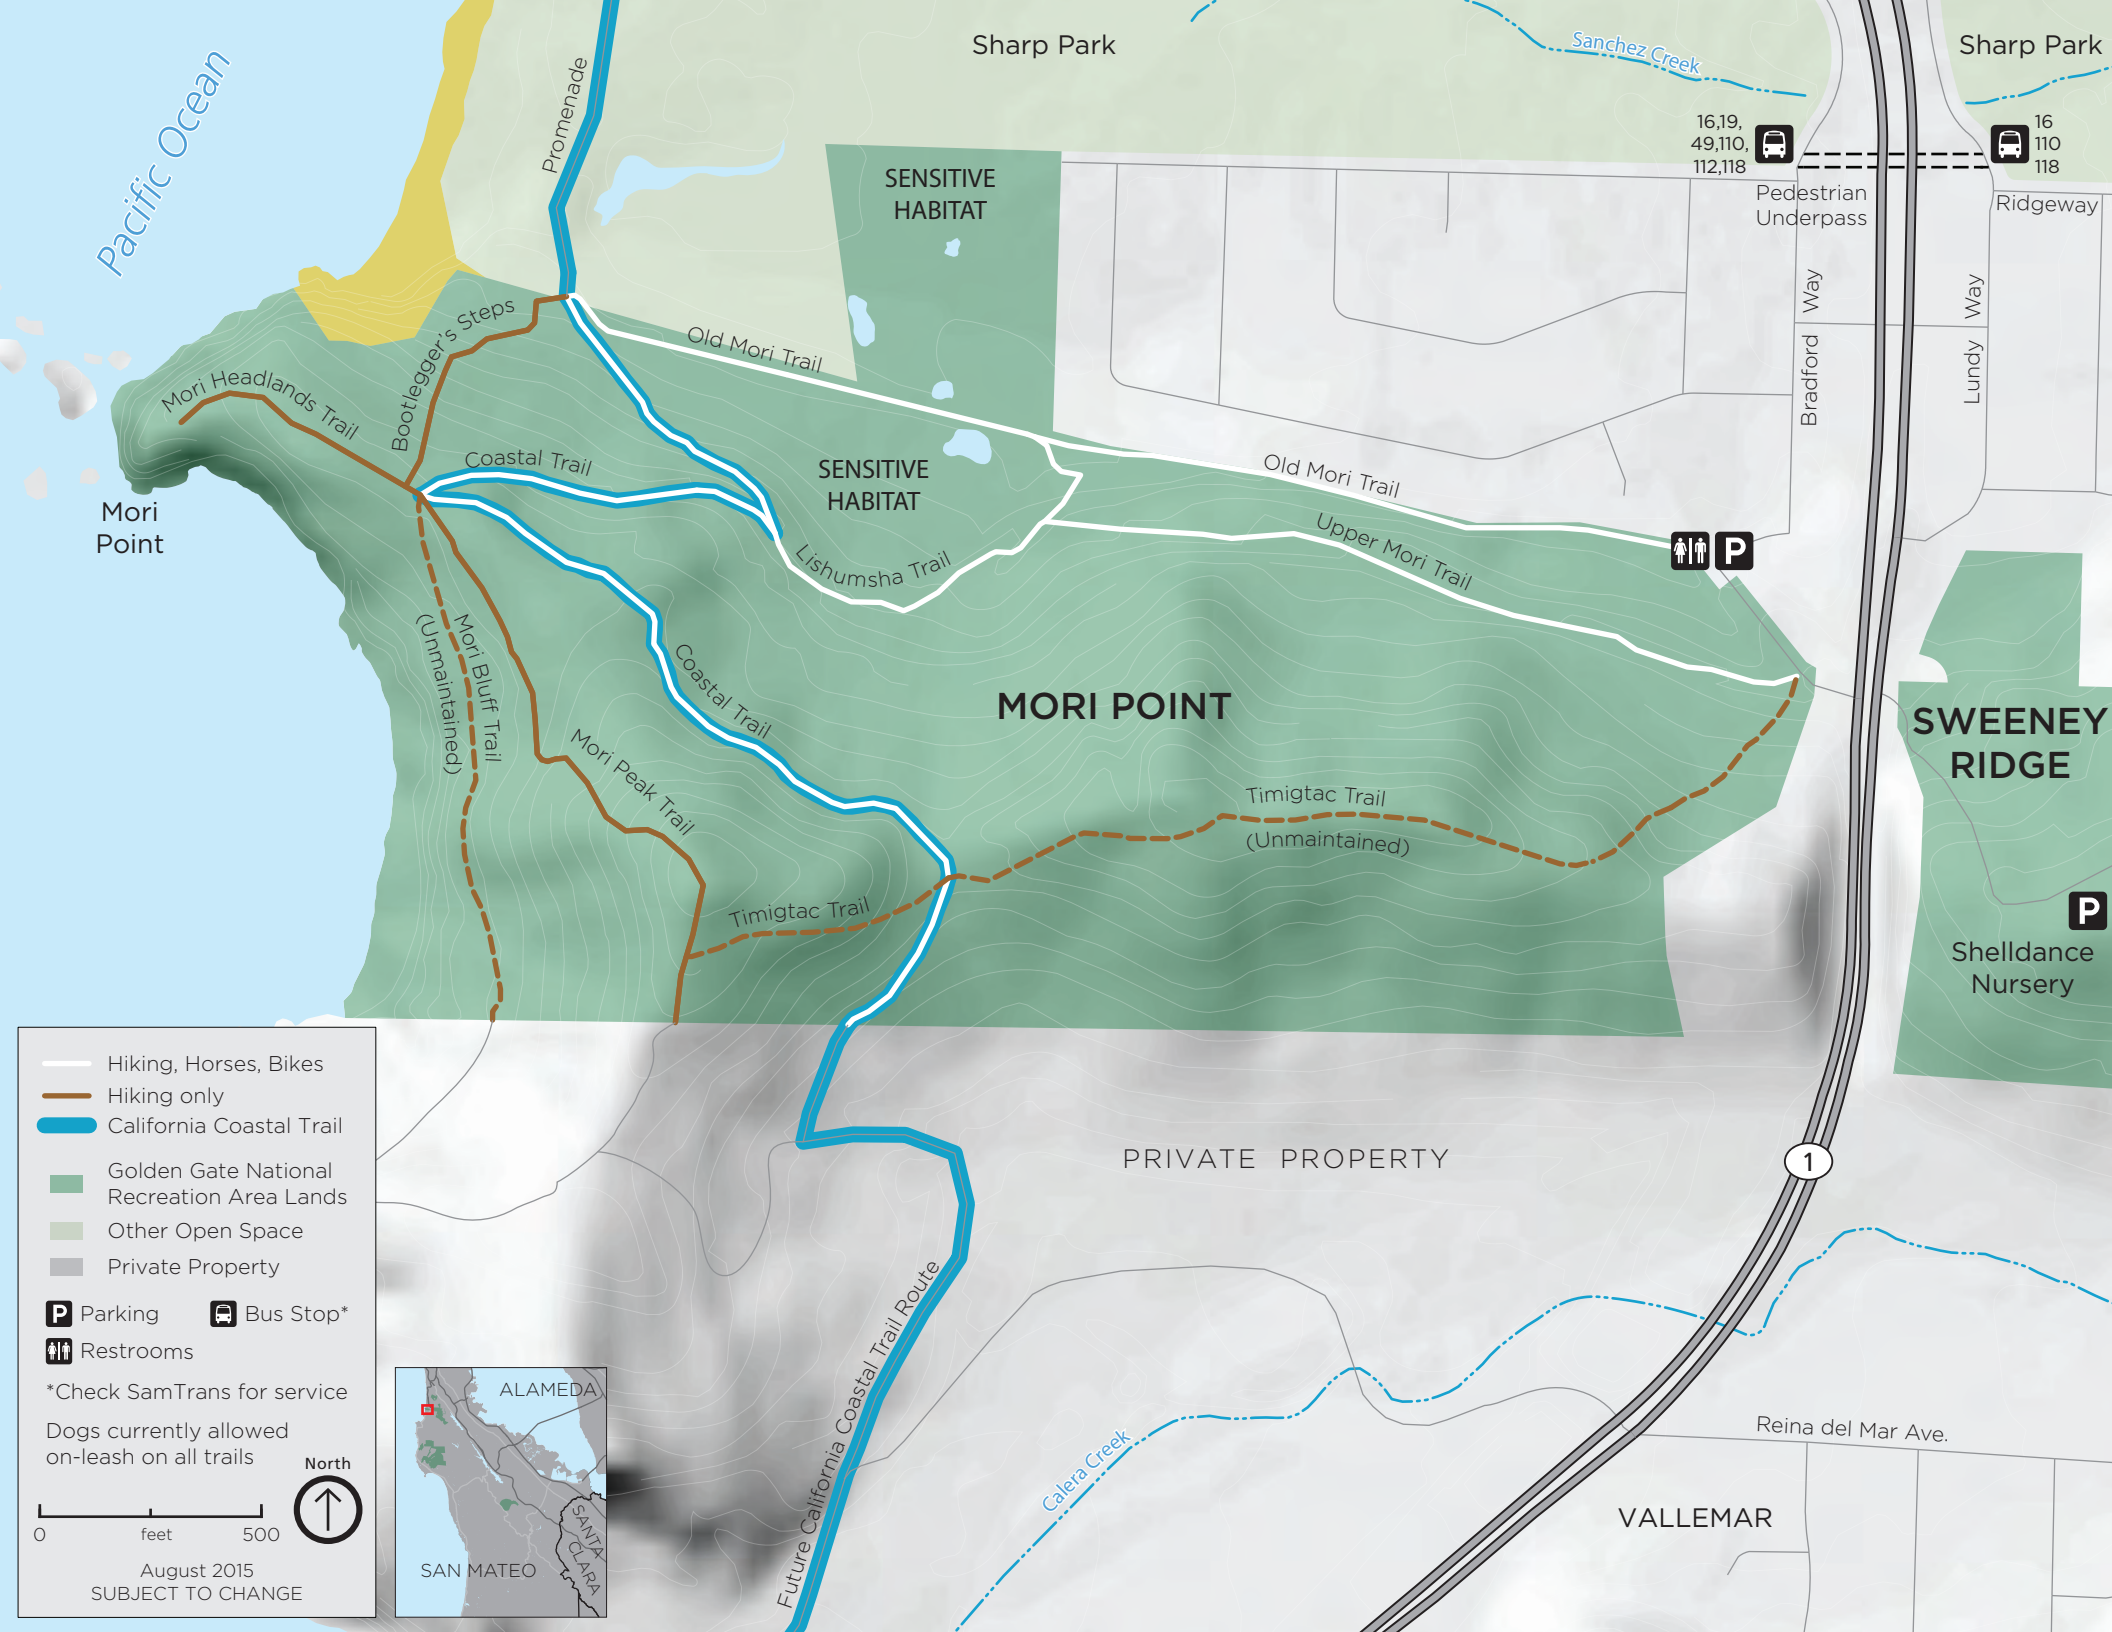 Pacific Ocean
Promenade
Sharp Park
Sanchez Creek
Sharp Park
16,19,
49,110,
112,118
16
110
118
Pedestrian
Underpass
Ridgeway
SENSITIVE
HABITAT
Bradford Way
Lundy Way
Bootlegger's Steps
Old Mori Trail
Mori Headlands Trail
Coastal Trail
SENSITIVE
HABITAT
Old Mori Trail
Upper Mori Trail
P
Mori
Point
Lishumsha Trail
Mori Bluff Trail
(Unmaintained)
Coastal Trail
MORI POINT
SWEENEY
RIDGE
Mori Peak Trail
Timigtac Trail
(Unmaintained)
Timigtac Trail
P
Shelldance
Nursery
PRIVATE PROPERTY
1
Future California Coastal Trail Route
Calera Creek
Reina del Mar Ave.
VALLEMAR
Hiking, Horses, Bikes
Hiking only
California Coastal Trail
Golden Gate National
Recreation Area Lands
Other Open Space
Private Property
P Parking
Bus Stop*
Restrooms
*Check SamTrans for service
Dogs currently allowed
on-leash on all trails
North
0 feet 500
August 2015
SUBJECT TO CHANGE
ALAMEDA
SAN MATEO
SANTA
CLARA